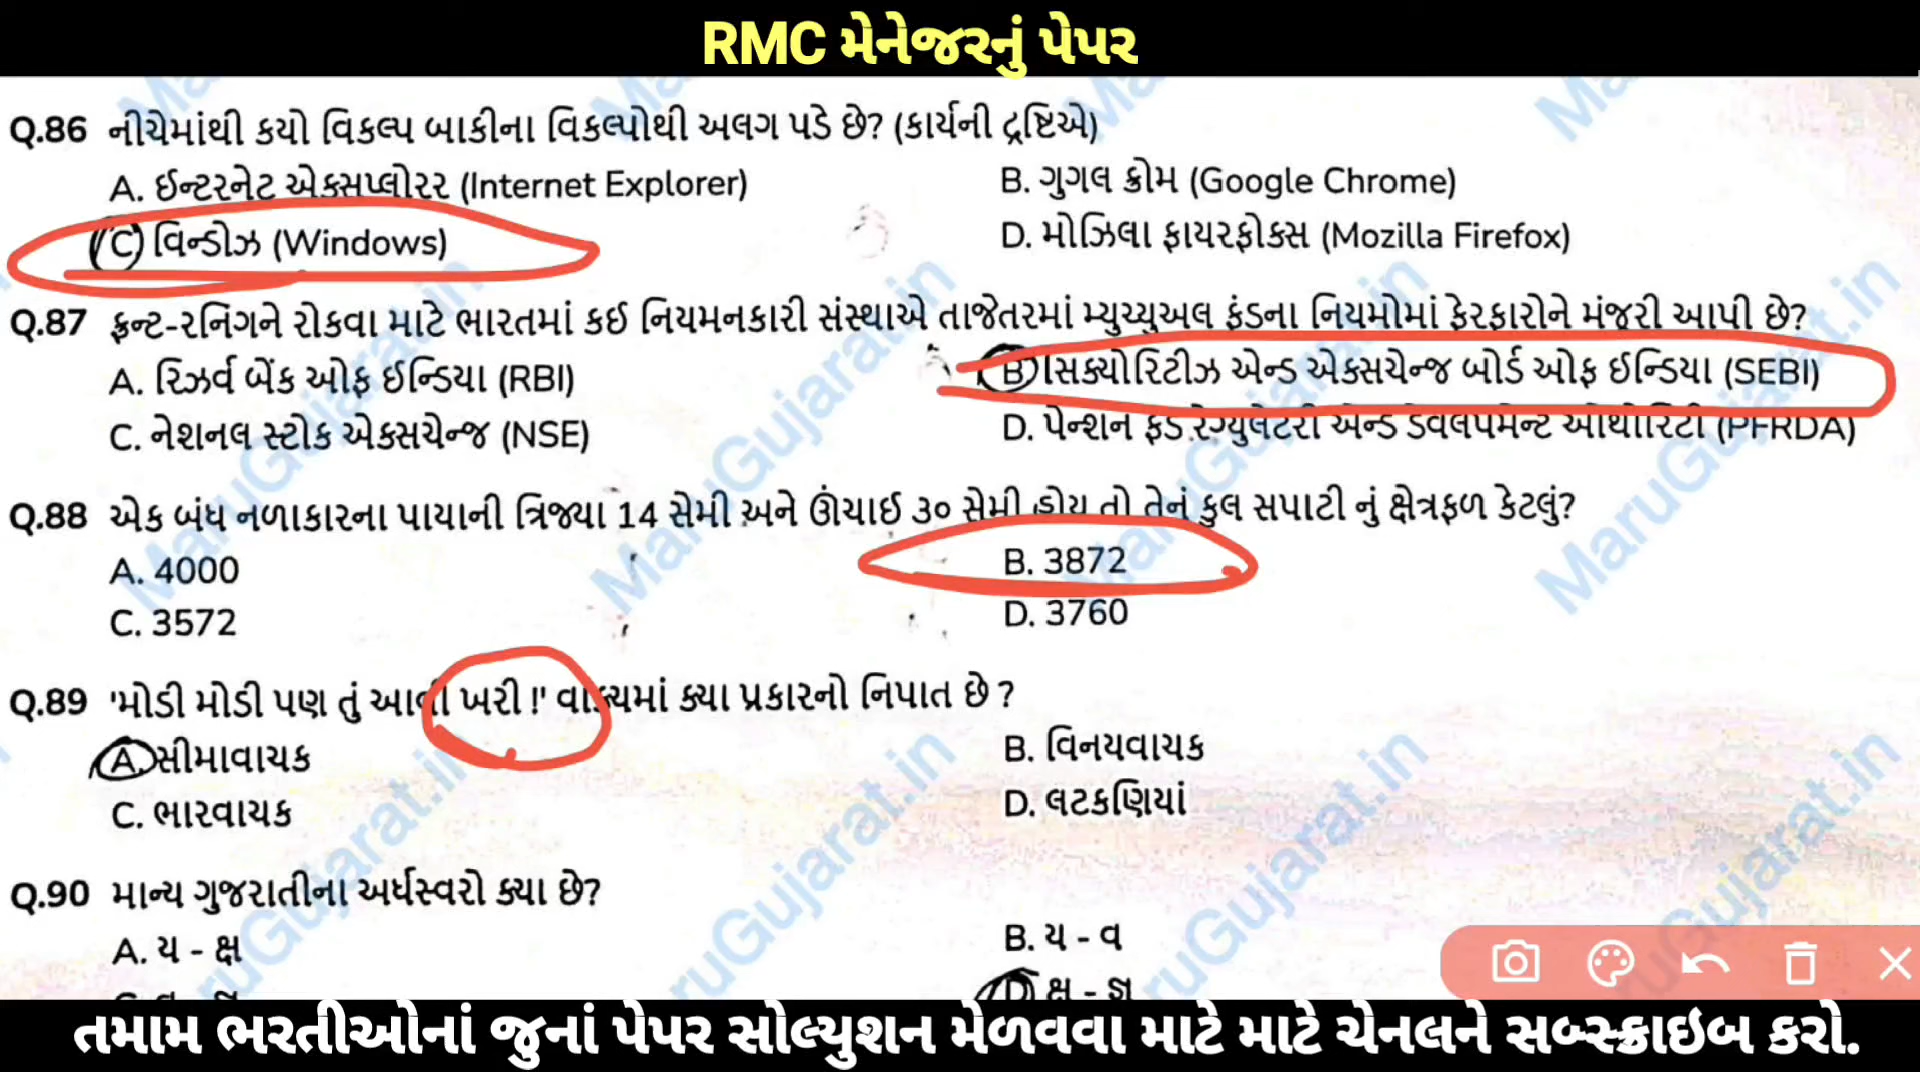 RMC મેનેજરનું પેપર
Q.86 નીચેમાંથી કયો વિકલ્પ બાકીના વિકલ્પોથી અલગ પડે છે? (કાર્યની દ્રષ્ટિએ)
A. ઈન્ટરનેટ એક્સપ્લોરર (Internet Explorer)
B. ગુગલ ક્રોમ (Google Chrome)
C) વિન્ડોઝ (Windows)
D. મોઝિલા ફાયરફોક્સ (Mozilla Firefox)
Q.87 ફ્રન્ટ-રનિંગને રોકવા માટે ભારતમાં કઈ નિયમનકારી સંસ્થાએ તાજેતરમાં મ્યુચ્યુઅલ ફંડના નિયમોમાં ફેરફારોને મંજરી આપી છે?
A. રિઝર્વ બેંક ઓફ ઈન્ડિયા (RBI)
B) સિક્યોરિટીઝ એન્ડ એક્સચેન્જ બોર્ડ ઓફ ઈન્ડિયા (SEBI)
C. નેશનલ સ્ટોક એક્સચેન્જ (NSE)
D. પેન્શન ફંડ રેગ્યુલેટરી એન્ડ ડેવલપમેન્ટ ઓથોરિટી (PFRDA)
Q.88 એક બંધ નળાકારના પાયાની ત્રિજ્યા 14 સેમી અને ઊંચાઈ ૩૦ સેમી હોય તો તેનું કુલ સપાટી નું ક્ષેત્રફળ કેટલું?
A. 4000
B. 3872
C. 3572
D. 3760
Q.89 'મોડી મોડી પણ તું આવી ખરી !' વાક્યમાં ક્યા પ્રકારનો નિપાત છે ?
A. સીમાવાચક
B. વિનયવાચક
C. ભારવાચક
D. લટકણિયાં
Q.90 માન્ય ગુજરાતીના અર્ધસ્વરો ક્યા છે?
A. ય - ક્ષ
B. ય - વ
D) ક્ષ - જ્ઞ
તમામ ભરતીઓનાં જુનાં પેપર સોલ્યુશન મેળવવા માટે માટે ચેનલને સબ્સ્ક્રાઇબ કરો.
MaruGujarat.in